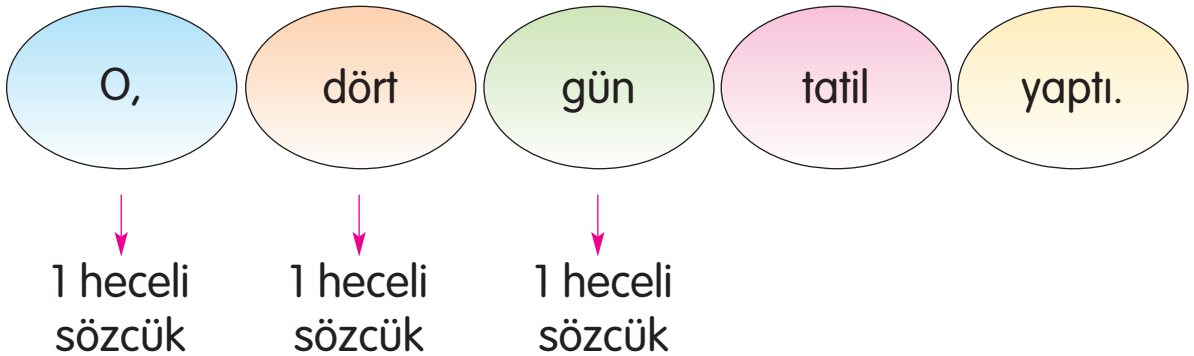 O, dört gün tatil yaptı.
1 heceli 1 heceli 1 heceli
sözcük sözcük sözcük